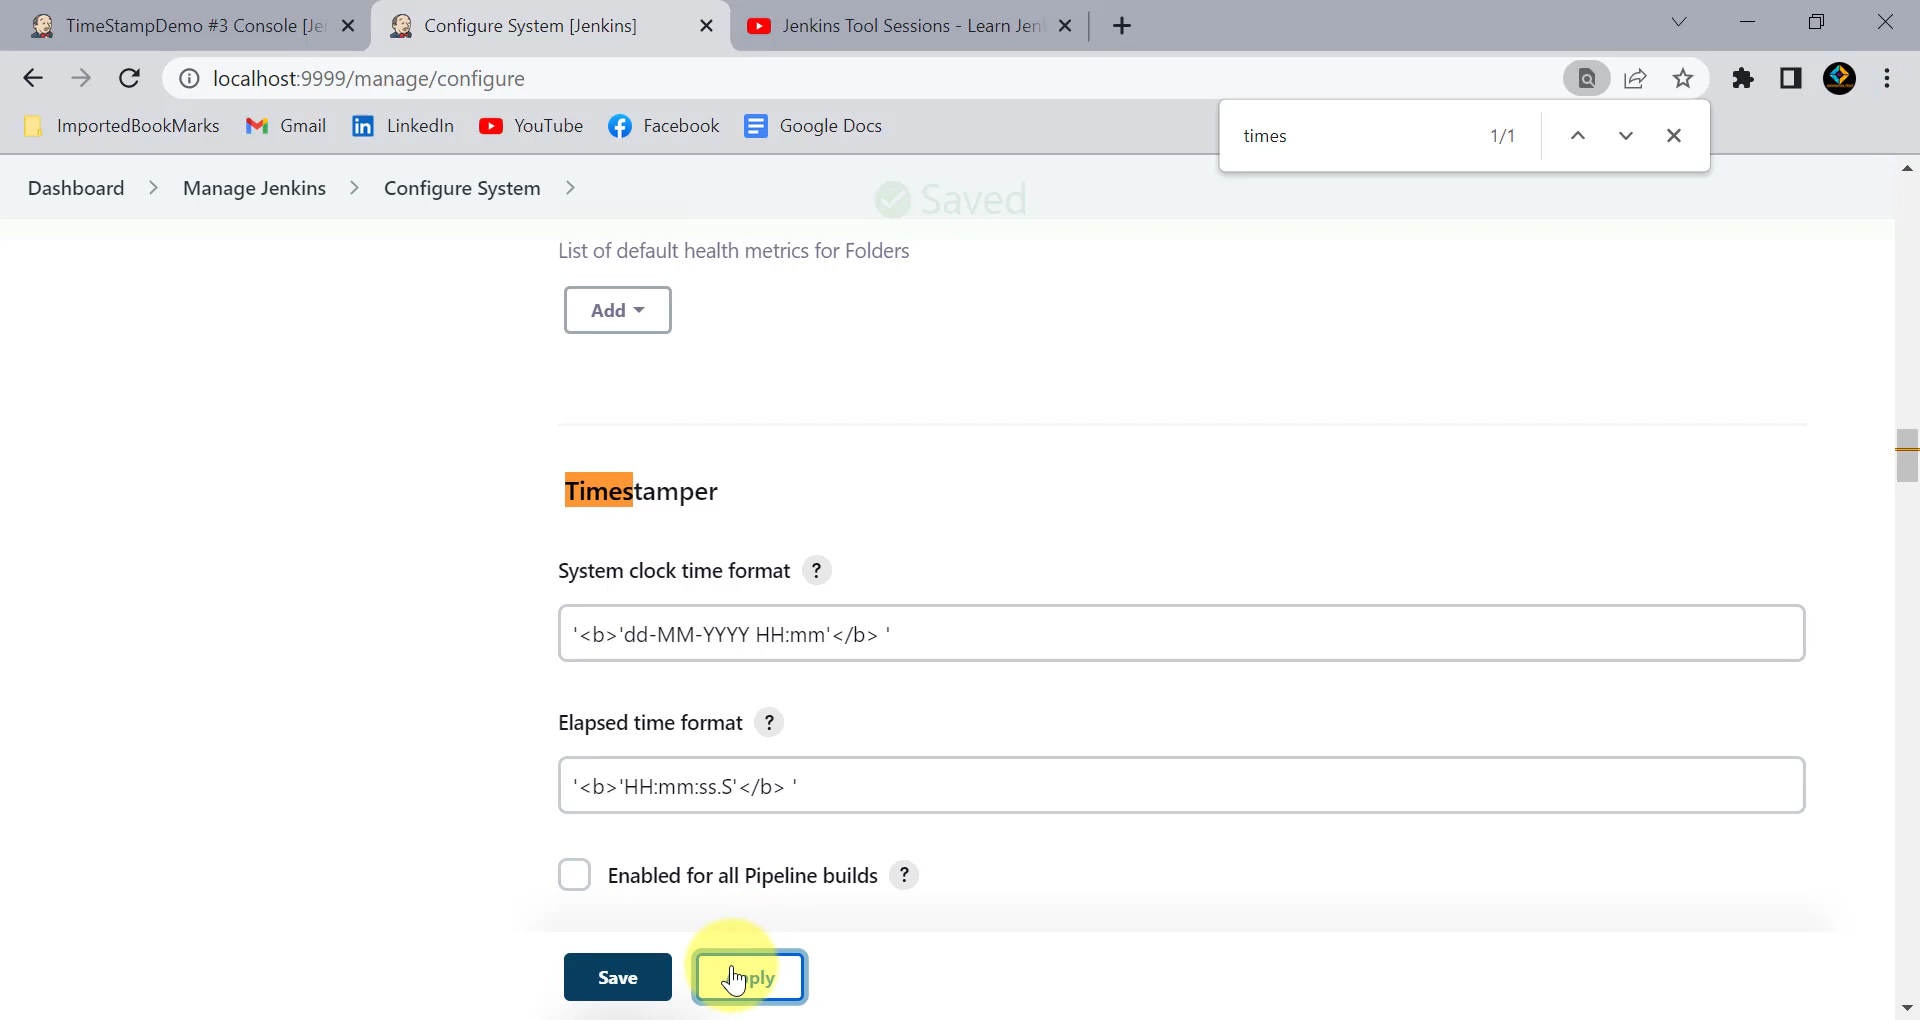 TimeStampDemo #3 Console [Je
Configure System [Jenkins]
Jenkins Tool Sessions - Learn Jen
localhost:9999/manage/configure
ImportedBookMarks
Gmail
LinkedIn
YouTube
Facebook
Google Docs
times
1/1
Dashboard
Manage Jenkins
Configure System
Saved
List of default health metrics for Folders
Add
Timestamper
System clock time format ?
'<b>'dd-MM-YYYY HH:mm'</b> '
Elapsed time format ?
'<b>'HH:mm:ss.S'</b> '
Enabled for all Pipeline builds ?
Save
Apply